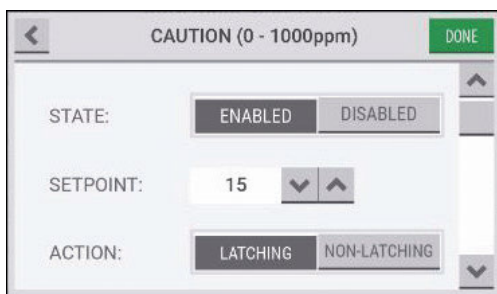 CAUTION (0 - 1000ppm) DONE
STATE: ENABLED DISABLED
SETPOINT: 15
ACTION: LATCHING NON-LATCHING